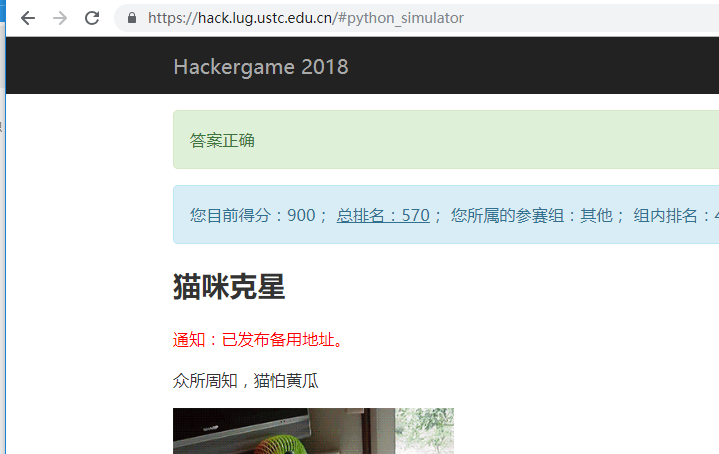 https://hack.lug.ustc.edu.cn/#python_simulator
Hackergame 2018
答案正确
您目前得分：900； 总排名：570； 您所属的参赛组：其他； 组内排名：4
猫咪克星
通知：已发布备用地址。
众所周知，猫怕黄瓜